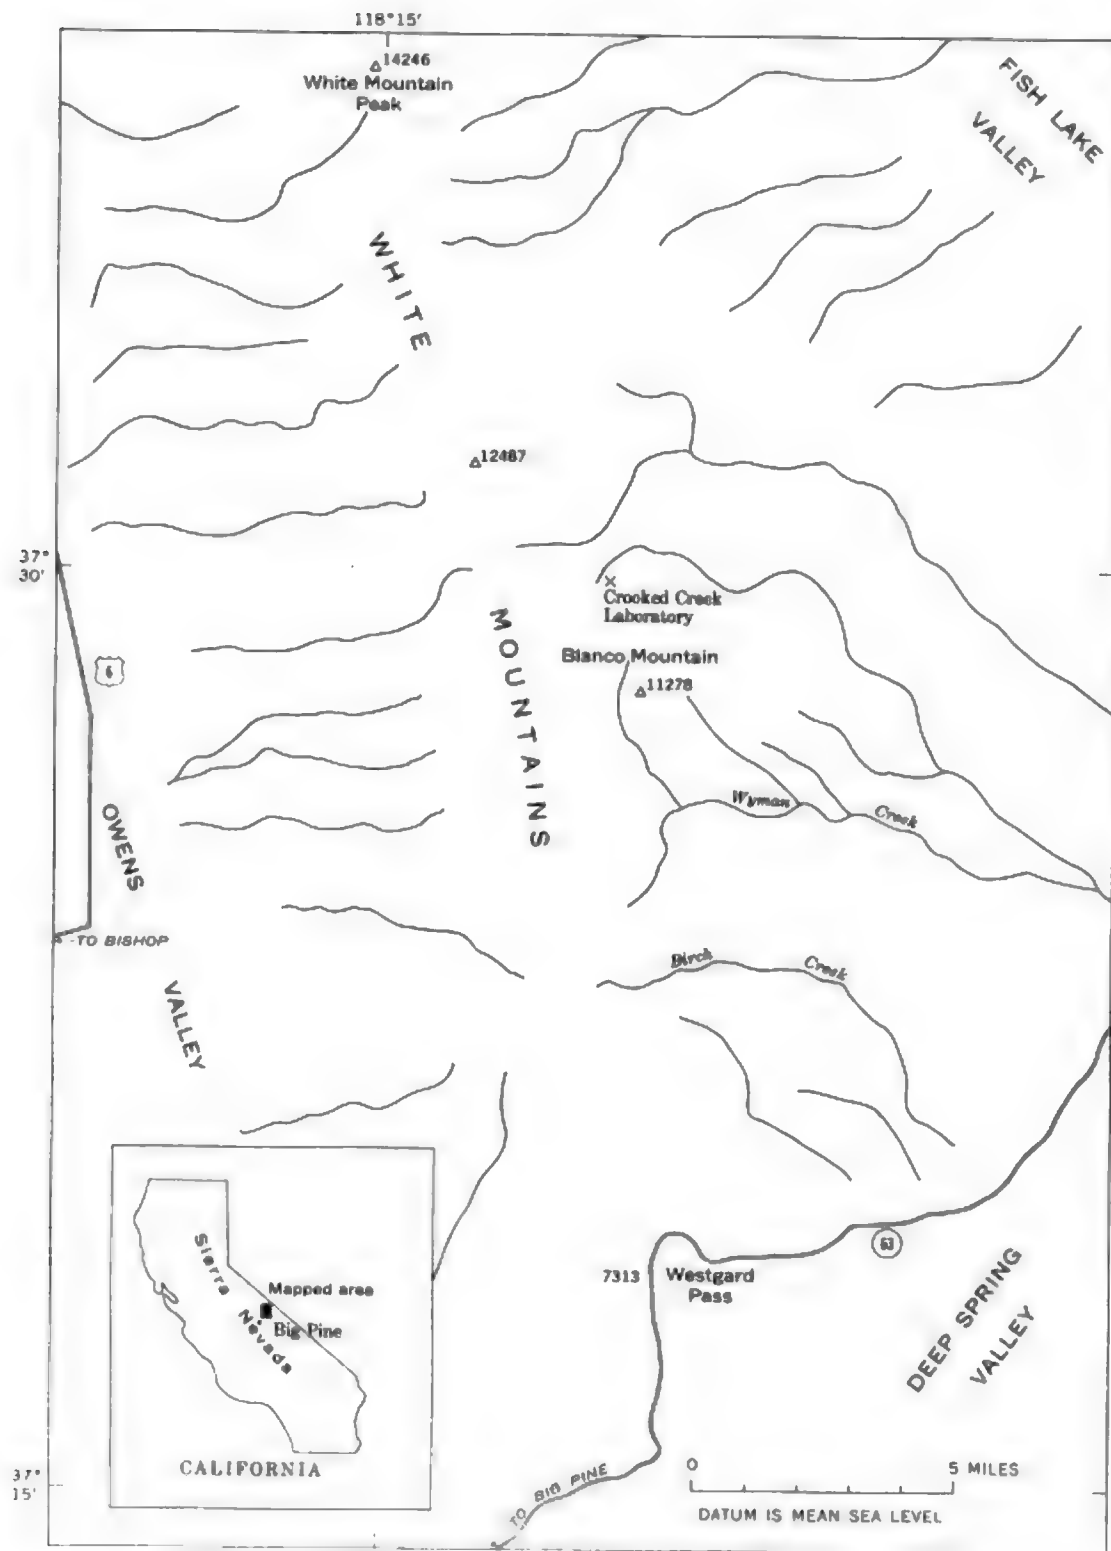 118°15′
14246
White Mountain
Peak
FISH LAKE
VALLEY
WHITE
12487
37°
30′
Crooked Creek
Laboratory
MOUNTAINS
Blanco Mountain
11278
6
Wyman Creek
OWENS
TO BISHOP
Birch Creek
VALLEY
63
7313
Westgard
Pass
DEEP SPRING
VALLEY
Sierra
Nevada
Mapped area
Big Pine
CALIFORNIA
37°
15′
TO BIG PINE
0 5 MILES
DATUM IS MEAN SEA LEVEL